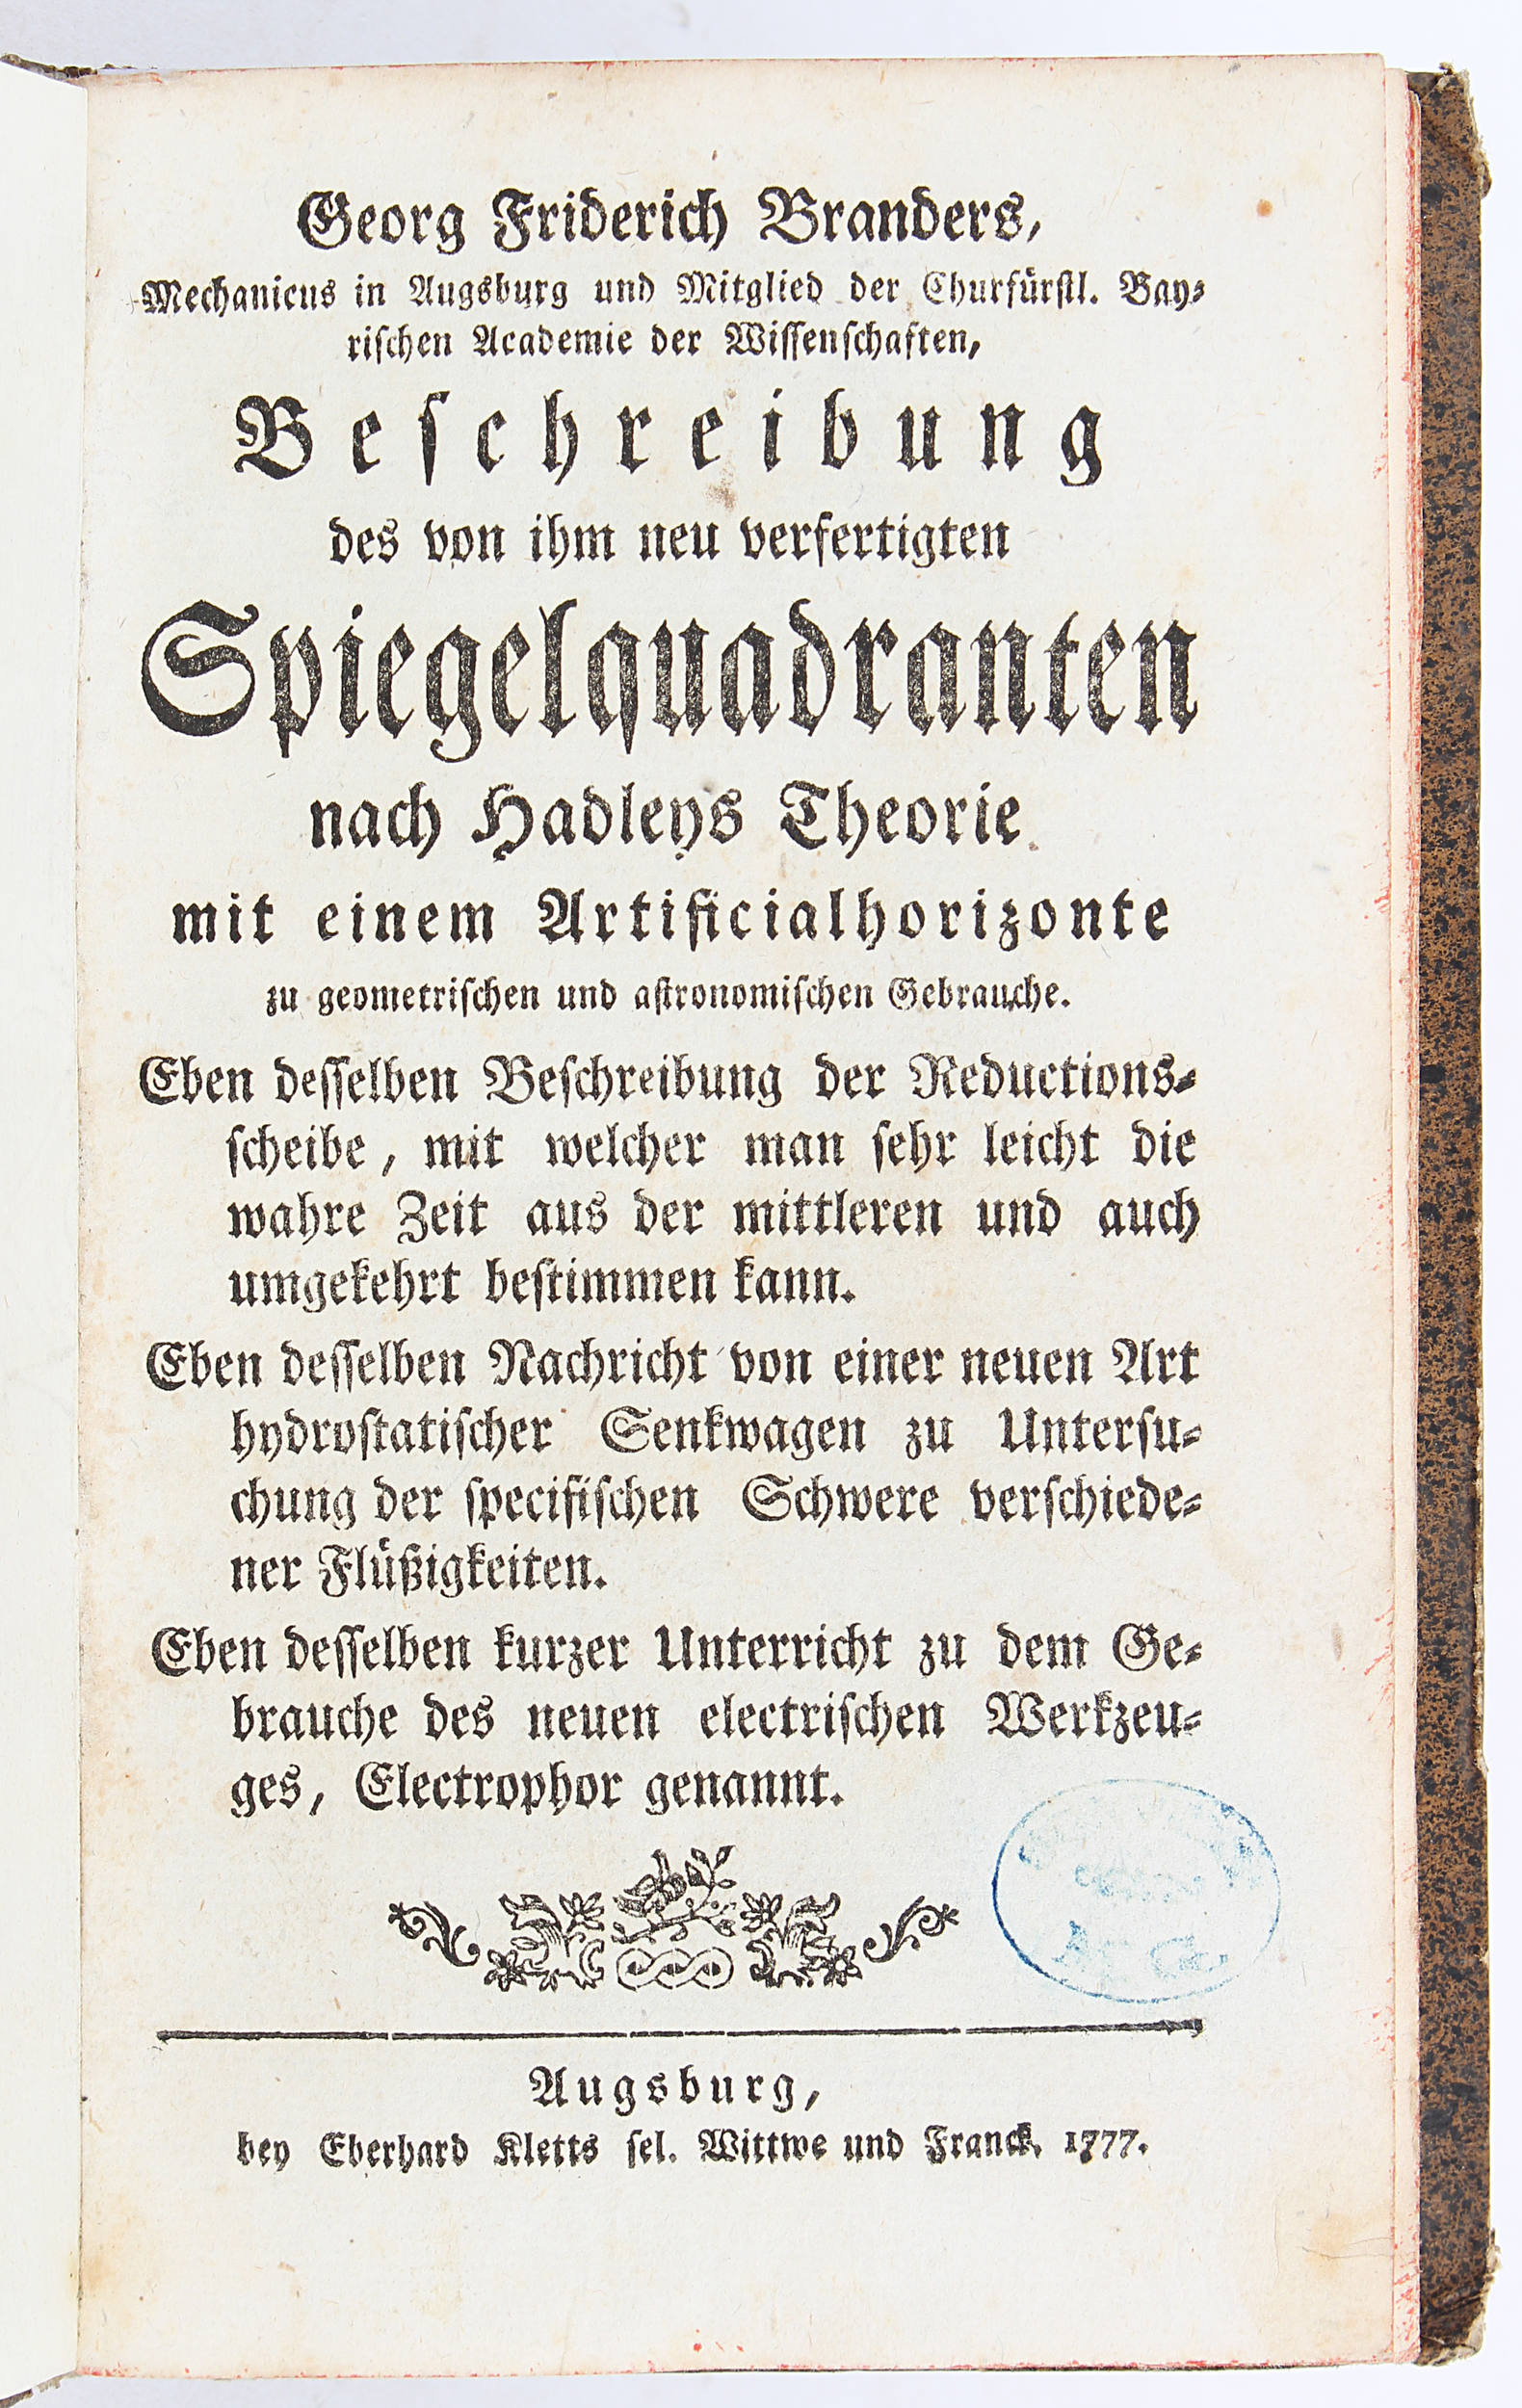 Georg Friderich Branders,
Mechanicus in Augsburg und Mitglied der Churfürſtl. Bay⸗
riſchen Academie der Wiſſenſchaften,
Beſchreibung
des von ihm neu verfertigten
Spiegelquadranten
nach Hadleys Theorie
mit einem Artificialhorizonte
zu geometriſchen und aſtronomiſchen Gebrauche.
Eben deſſelben Beſchreibung der Reductions⸗
ſcheibe, mit welcher man ſehr leicht die
wahre Zeit aus der mittleren und auch
umgekehrt beſtimmen kann.
Eben deſſelben Nachricht von einer neuen Art
hydroſtatiſcher Senkwagen zu Unterſu⸗
chung der ſpecifiſchen Schwere verſchiede⸗
ner Flüßigkeiten.
Eben deſſelben kurzer Unterricht zu dem Ge⸗
brauche des neuen electriſchen Werkzeu⸗
ges, Electrophor genannt.
Augsburg,
bey Eberhard Kletts ſel. Wittwe und Franck, 1777.